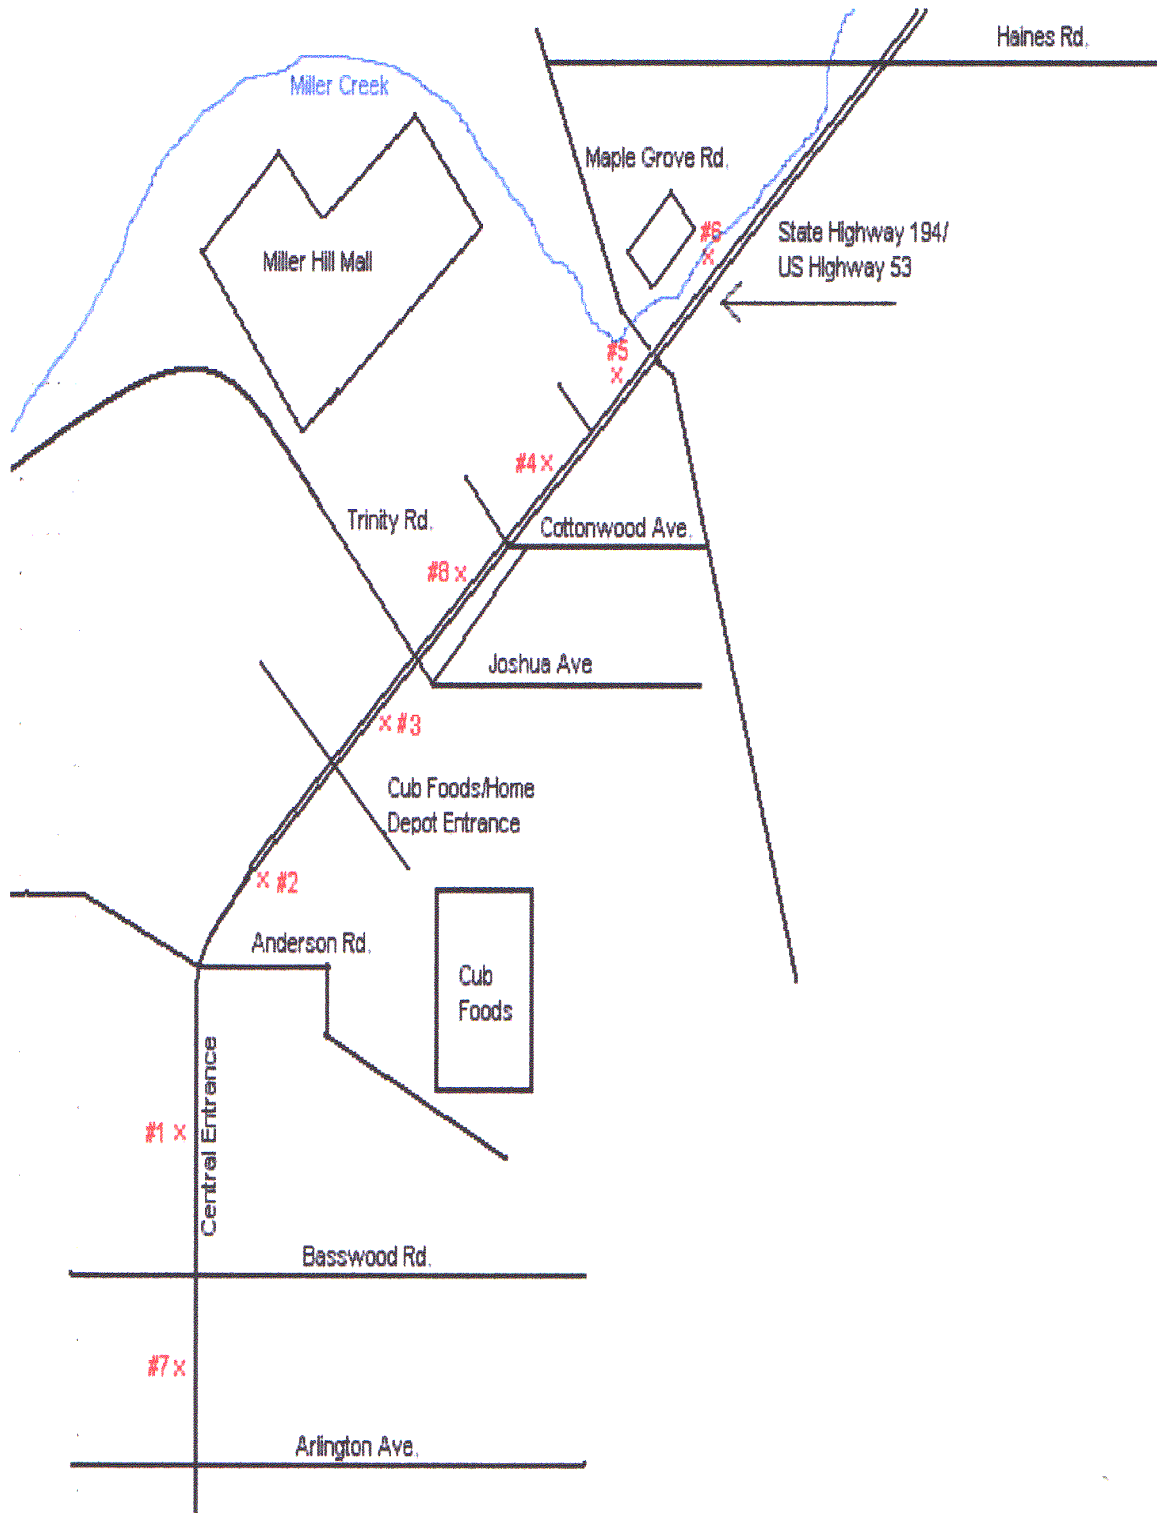 Haines Rd.
Miller Creek
Maple Grove Rd.
#6
State Highway 194/
US Highway 53
Miller Hill Mall
#5
#4
Trinity Rd.
Cottonwood Ave.
#8
Joshua Ave
#3
Cub Foods/Home
Depot Entrance
#2
Anderson Rd.
Cub
Foods
Central Entrance
#1
Basswood Rd.
#7
Arlington Ave.